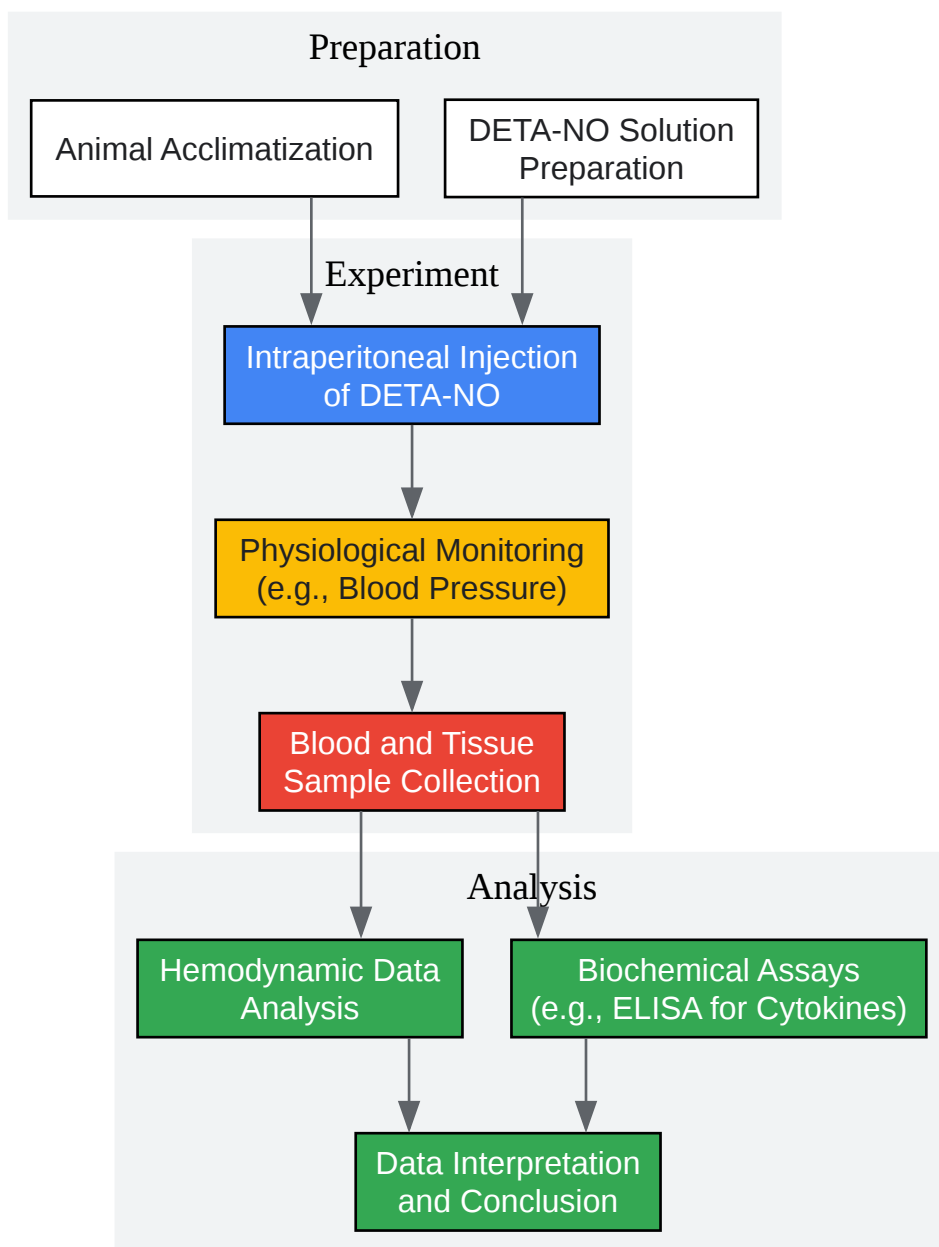 Preparation
Animal Acclimatization
DETA-NO Solution
Preparation
Experiment
Intraperitoneal Injection
of DETA-NO
Physiological Monitoring
(e.g., Blood Pressure)
Blood and Tissue
Sample Collection
Analysis
Hemodynamic Data
Analysis
Biochemical Assays
(e.g., ELISA for Cytokines)
Data Interpretation
and Conclusion